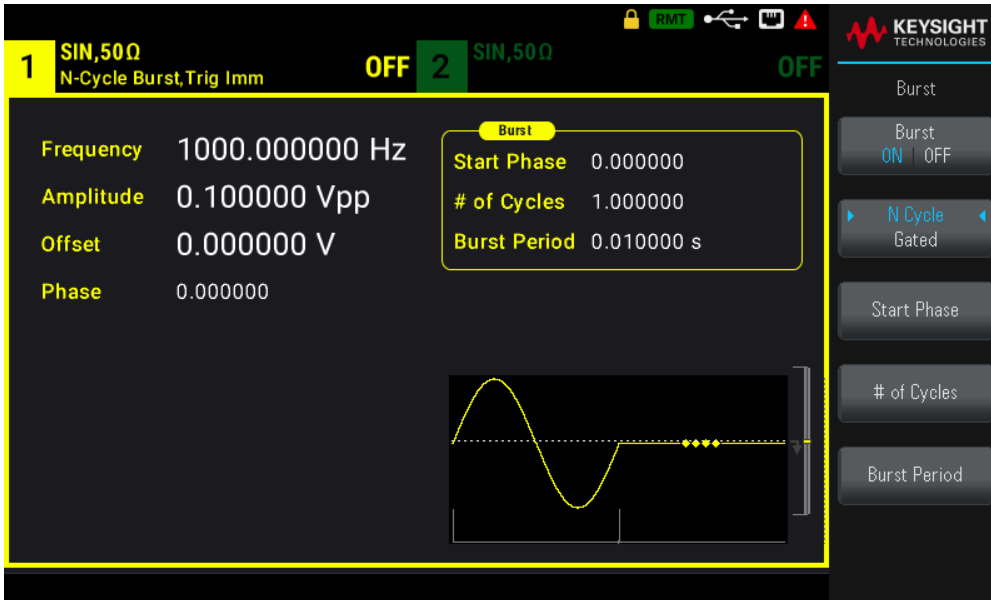 RMT
KEYSIGHT
TECHNOLOGIES
1 SIN,50Ω
N-Cycle Burst,Trig Imm OFF
2 SIN,50Ω OFF
Burst
Burst
ON | OFF
N Cycle
Gated
Start Phase
# of Cycles
Burst Period
Frequency 1000.000000 Hz
Amplitude 0.100000 Vpp
Offset 0.000000 V
Phase 0.000000
Burst
Start Phase 0.000000
# of Cycles 1.000000
Burst Period 0.010000 s